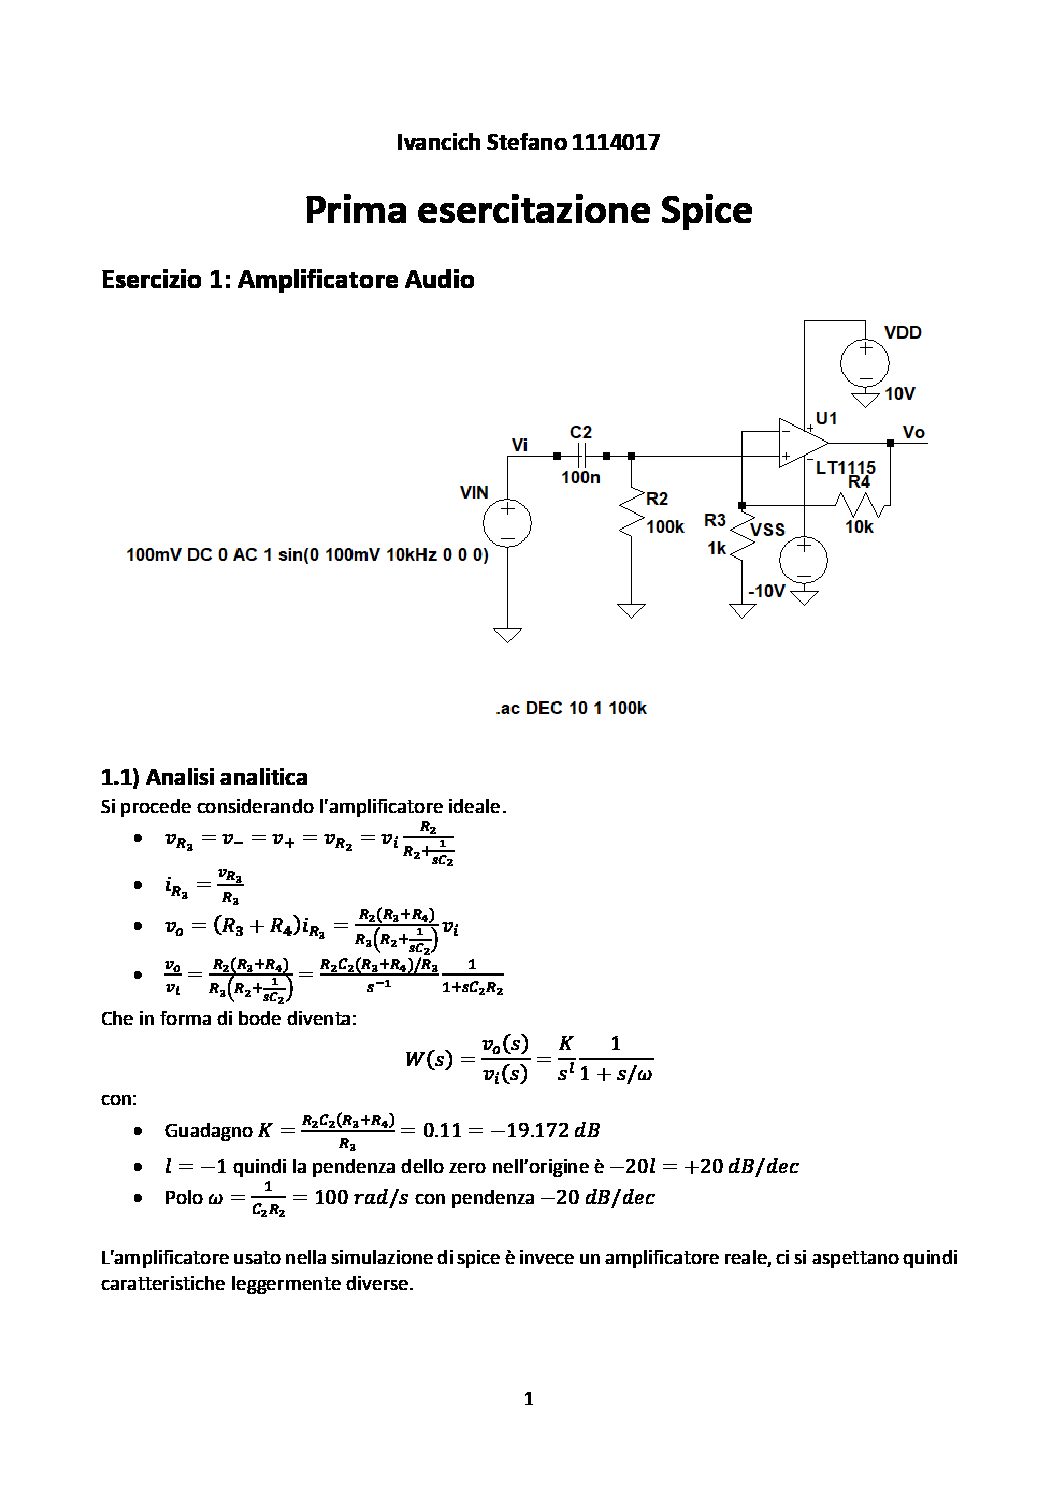 Ivancich Stefano 1114017
Prima esercitazione Spice
Esercizio 1: Amplificatore Audio
VDD
10V
U1
Vo
C2
Vi
100n
LT1115
R4
10k
VIN
R2
100k
R3
1k
VSS
-10V
100mV DC 0 AC 1 sin(0 100mV 10kHz 0 0 0)
.ac DEC 10 1 100k
1.1) Analisi analitica
Si procede considerando l'amplificatore ideale.
• v_{R_3} = v_− = v_+ = v_{R_2} = v_i \frac{R_2}{R_2+\frac{1}{sC_2}}
• i_{R_3} = \frac{v_{R_3}}{R_3}
• v_o = (R_3 + R_4)i_{R_3} = \frac{R_2(R_3+R_4)}{R_3(R_2+\frac{1}{sC_2})} v_i
• \frac{v_o}{v_i} = \frac{R_2(R_3+R_4)}{R_3(R_2+\frac{1}{sC_2})} = \frac{R_2C_2(R_3+R_4)/R_3}{s^{-1}} \frac{1}{1+sC_2R_2}
Che in forma di bode diventa:
W(s) = \frac{v_o(s)}{v_i(s)} = \frac{K}{s^l} \frac{1}{1 + s/ω}
con:
• Guadagno K = \frac{R_2C_2(R_3+R_4)}{R_3} = 0.11 = −19.172 dB
• l = −1 quindi la pendenza dello zero nell'origine è −20l = +20 dB/dec
• Polo ω = \frac{1}{C_2R_2} = 100 rad/s con pendenza −20 dB/dec
L'amplificatore usato nella simulazione di spice è invece un amplificatore reale, ci si aspettano quindi
caratteristiche leggermente diverse.
1